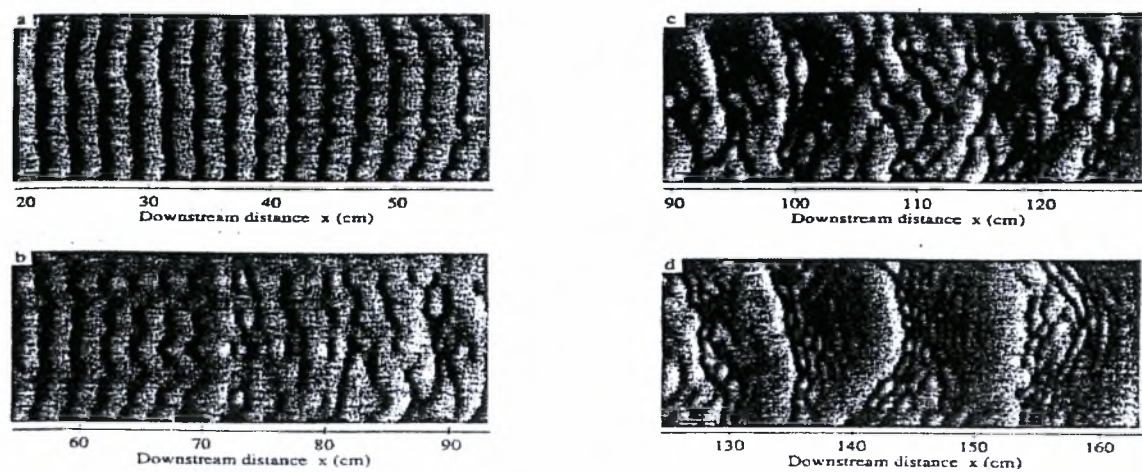 a
20 30 40 50
Downstream distance x (cm)
b
60 70 80 90
Downstream distance x (cm)
c
90 100 110 120
Downstream distance x (cm)
d
130 140 150 160
Downstream distance x (cm)